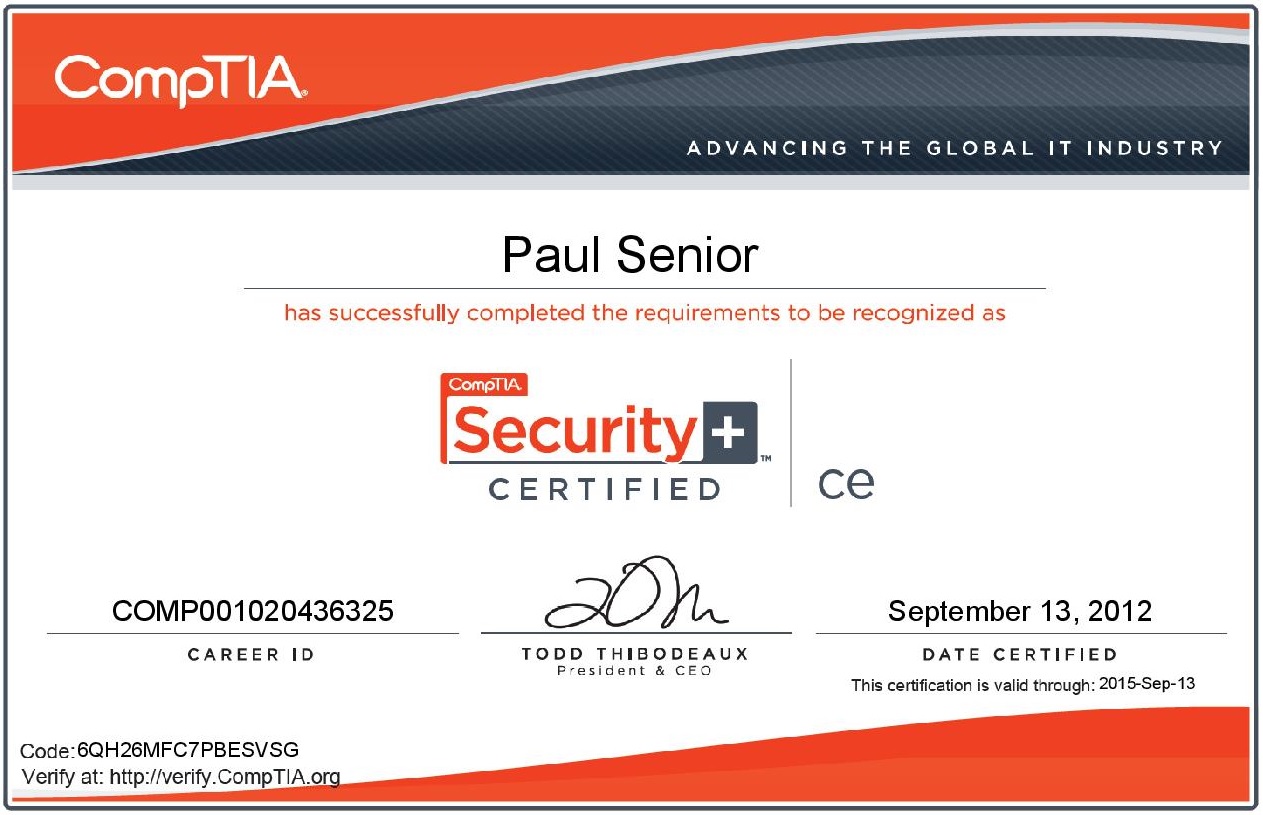 CompTIA®
ADVANCING THE GLOBAL IT INDUSTRY
Paul Senior
has successfully completed the requirements to be recognized as
CompTIA
Security+™
CERTIFIED
ce
COMP001020436325
CAREER ID
TODD THIBODEAUX
President & CEO
September 13, 2012
DATE CERTIFIED
This certification is valid through: 2015-Sep-13
Code: 6QH26MFC7PBESVSG
Verify at: http://verify.CompTIA.org